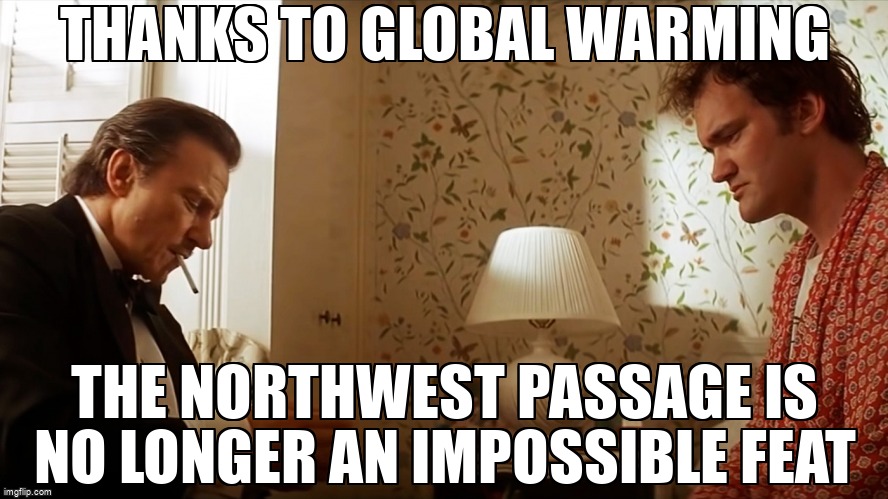 THANKS TO GLOBAL WARMING
THE NORTHWEST PASSAGE IS
NO LONGER AN IMPOSSIBLE FEAT
imgflip.com